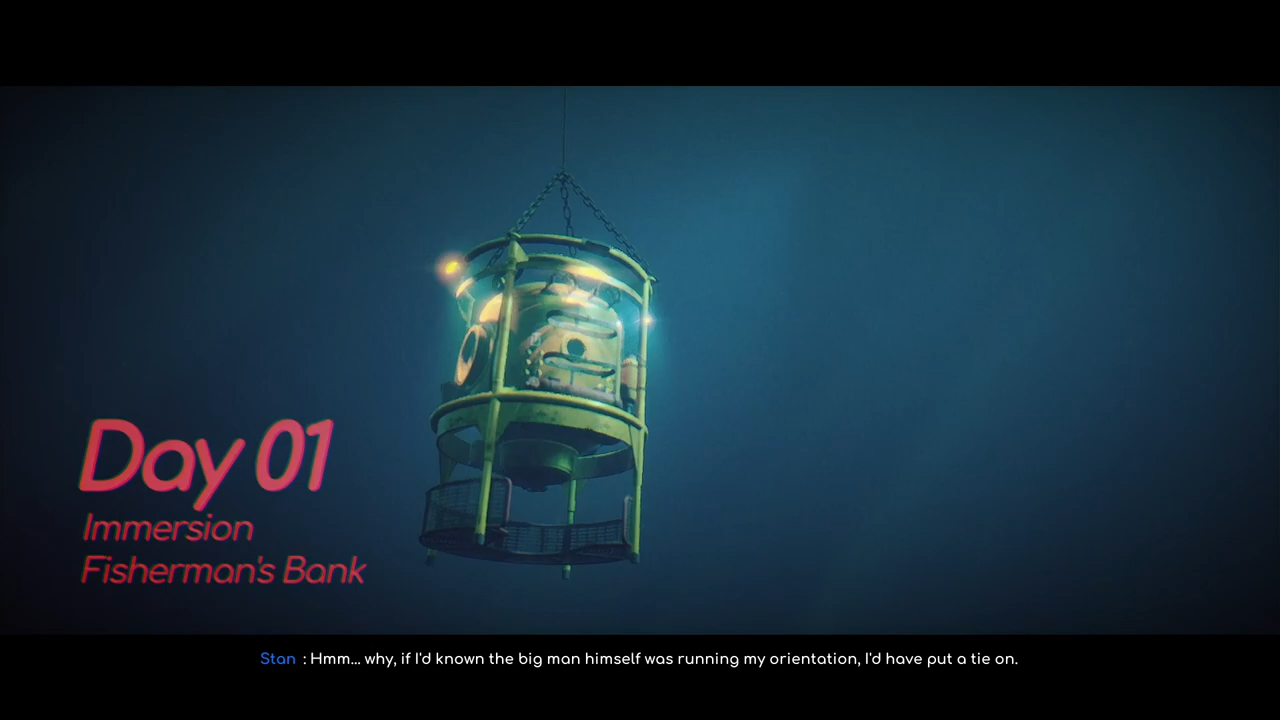 Day 01
Immersion
Fisherman's Bank
Stan : Hmm... why, if I'd known the big man himself was running my orientation, I'd have put a tie on.